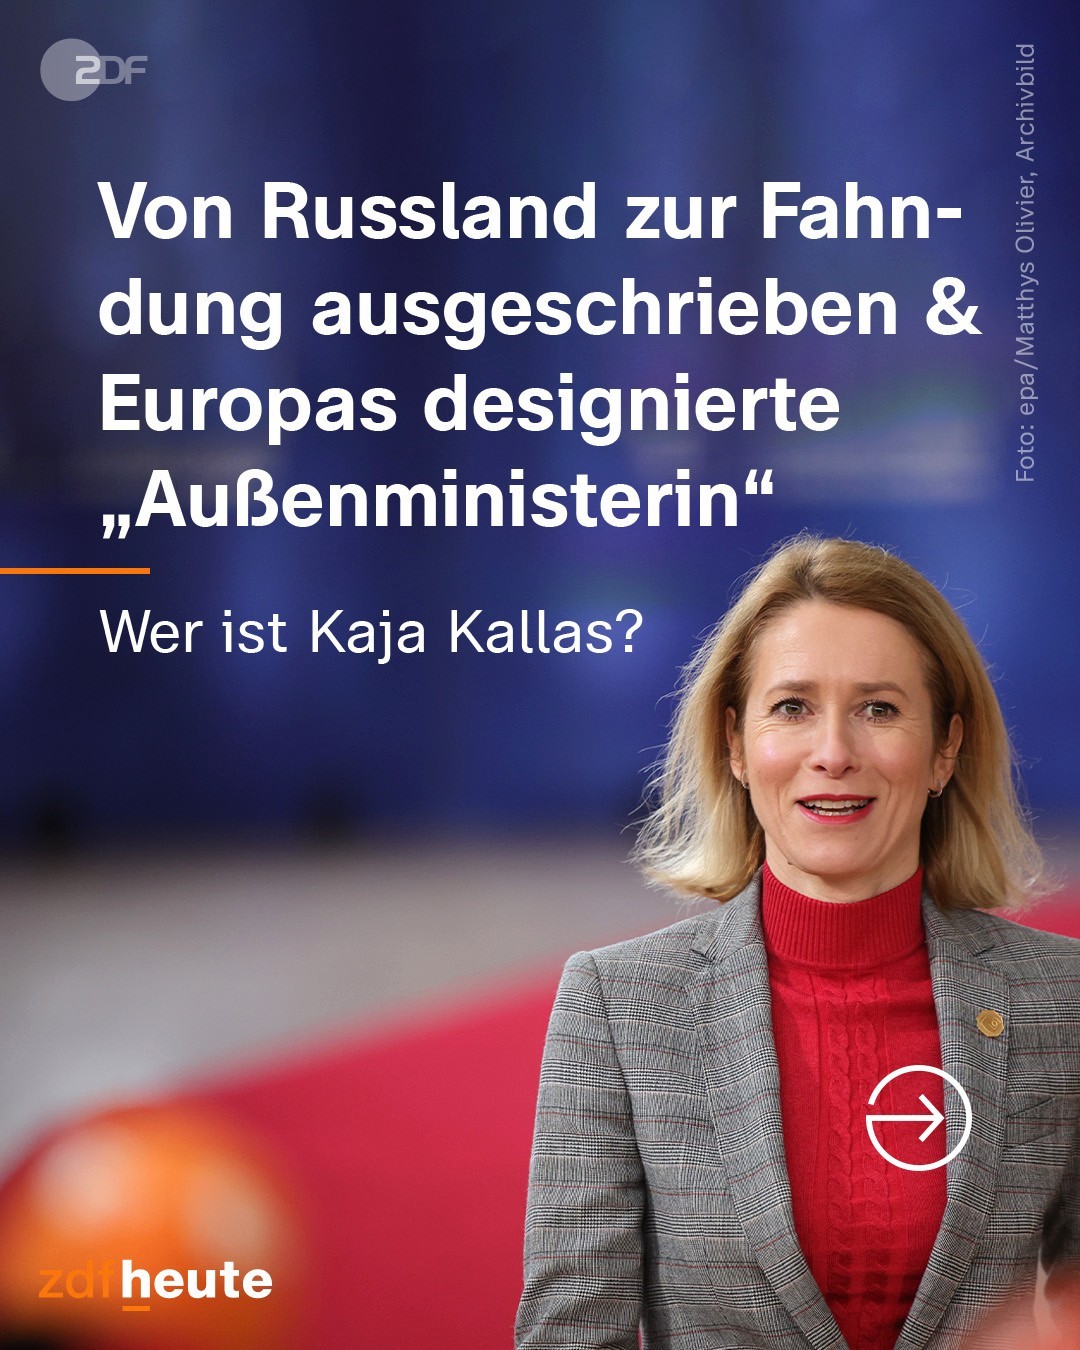 ZDF
Foto: epa/Matthys Olivier, Archivbild
Von Russland zur Fahn-
dung ausgeschrieben &
Europas designierte
„Außenministerin“
Wer ist Kaja Kallas?
zdfheute